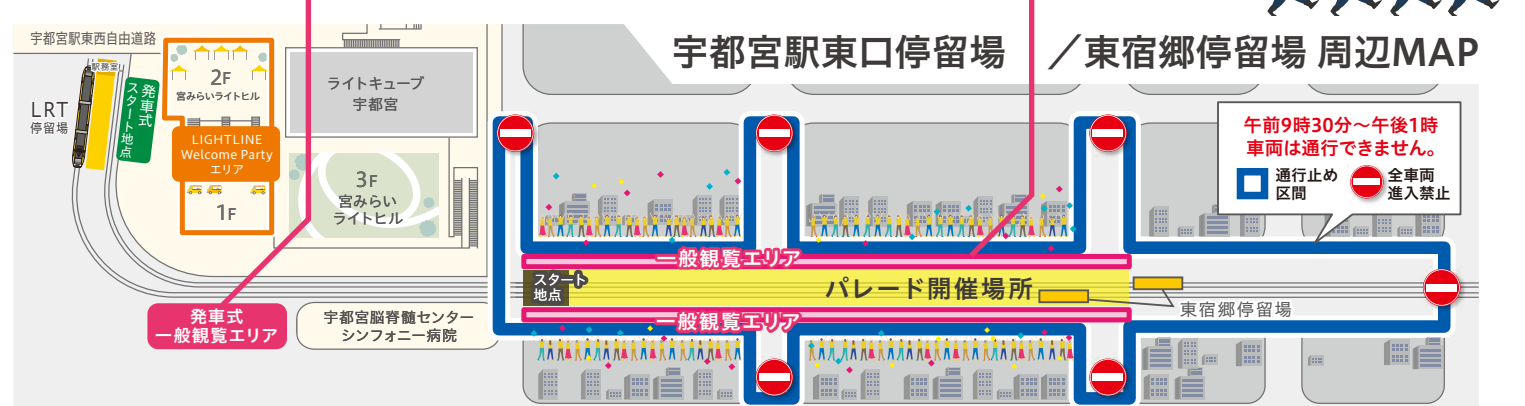 宇都宮駅東口停留場 ／東宿郷停留場 周辺MAP
宇都宮駅東西自由道路
駅務室
LRT
停留場
発車式
スタート地点
2F
宮みらいライトヒル
LIGHTLINE
Welcome Party
エリア
1F
ライトキューブ
宇都宮
3F
宮みらい
ライトヒル
発車式
一般観覧エリア
宇都宮脳脊髄センター
シンフォニー病院
午前9時30分～午後1時
車両は通行できません。
通行止め
区間
全車両
進入禁止
一般観覧エリア
スタート
地点
パレード開催場所
東宿郷停留場
一般観覧エリア